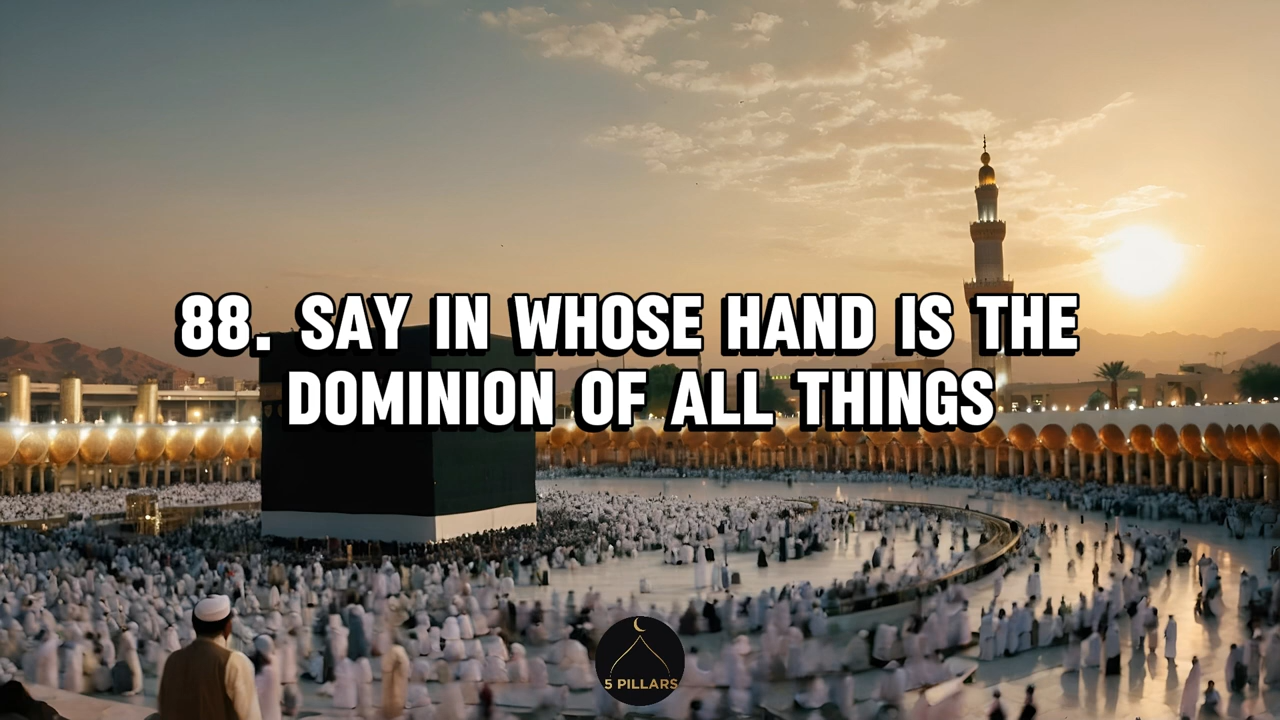 88. SAY IN WHOSE HAND IS THE
DOMINION OF ALL THINGS
5 PILLARS